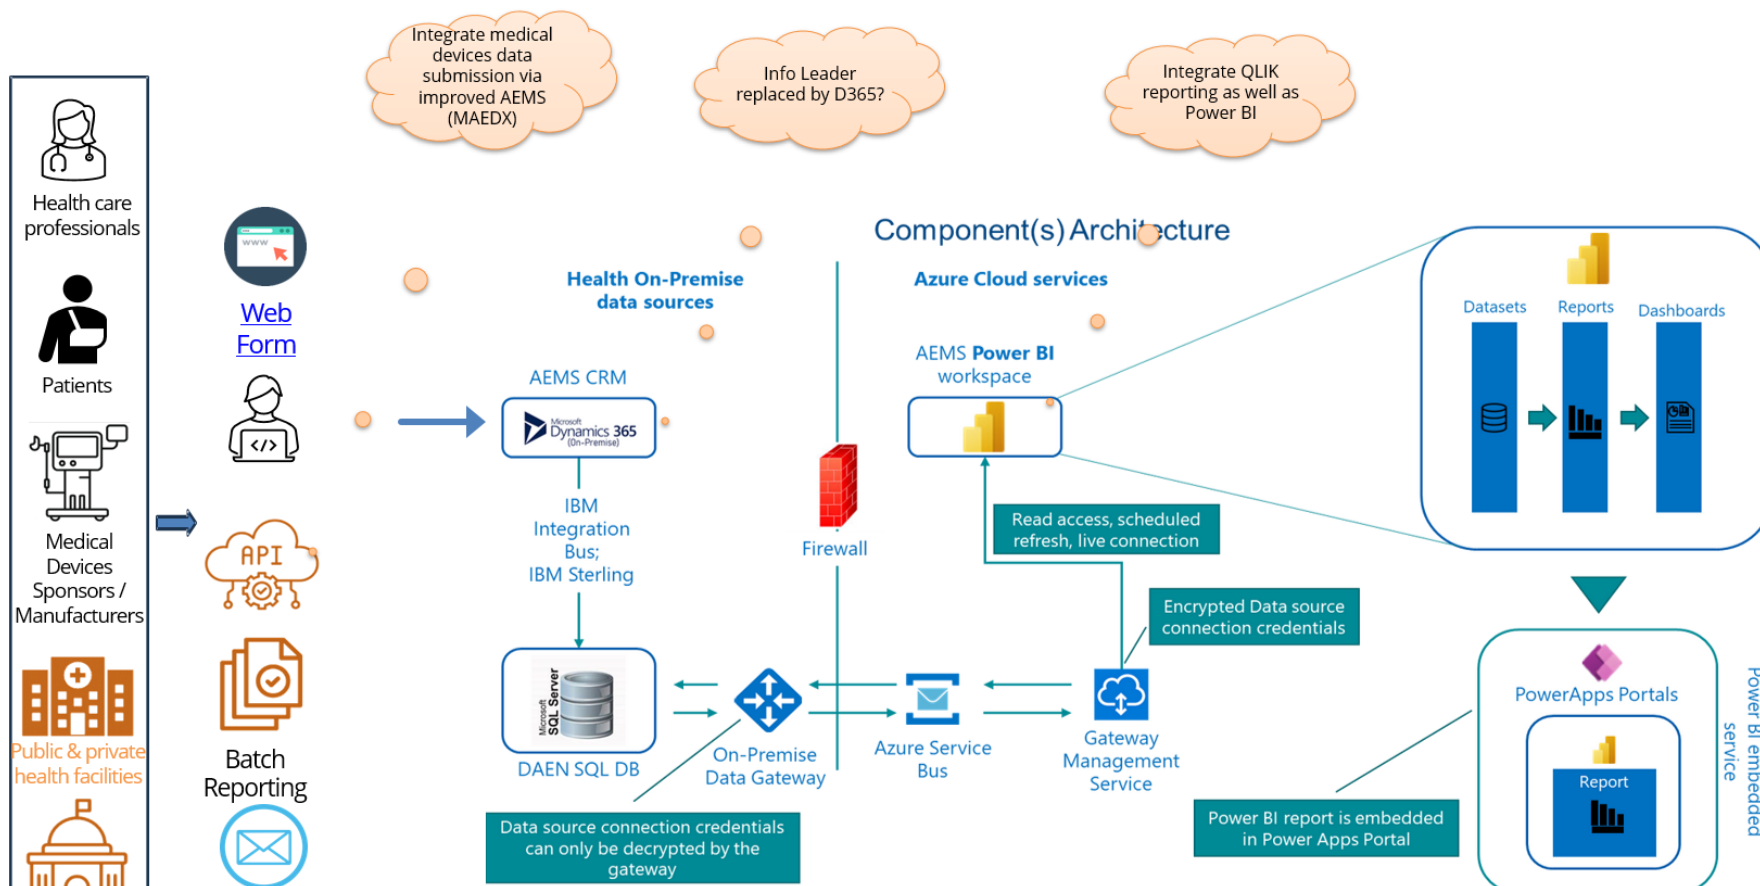 Integrate medical
devices data
submission via
improved AEMS
(MAEDX)
Info Leader
replaced by D365?
Integrate QLIK
reporting as well as
Power BI
Health care
professionals
Patients
Medical
Devices
Sponsors /
Manufacturers
Public & private
health facilities
www
Web
Form
</>
API
Batch
Reporting
Component(s) Architecture
Health On-Premise
data sources
Azure Cloud services
AEMS CRM
Microsoft
Dynamics 365
(On-Premise)
IBM
Integration
Bus;
IBM Sterling
Microsoft
SQL Server
DAEN SQL DB
On-Premise
Data Gateway
Data source connection credentials
can only be decrypted by the
gateway
Firewall
AEMS Power BI
workspace
Read access, scheduled
refresh, live connection
Encrypted Data source
connection credentials
Azure Service
Bus
Gateway
Management
Service
Datasets
Reports
Dashboards
PowerApps Portals
Report
Power BI embedded
service
Power BI report is embedded
in Power Apps Portal